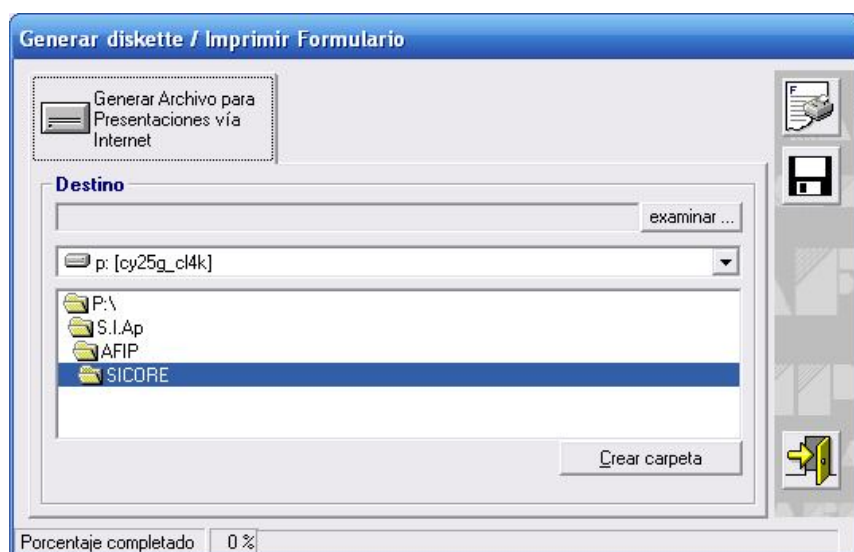 Generar diskette / Imprimir Formulario
Generar Archivo para
Presentaciones vía
Internet
Destino
examinar ...
p: [cy25g_cl4k]
P:\
S.I.Ap
AFIP
SICORE
Crear carpeta
Porcentaje completado 0 %